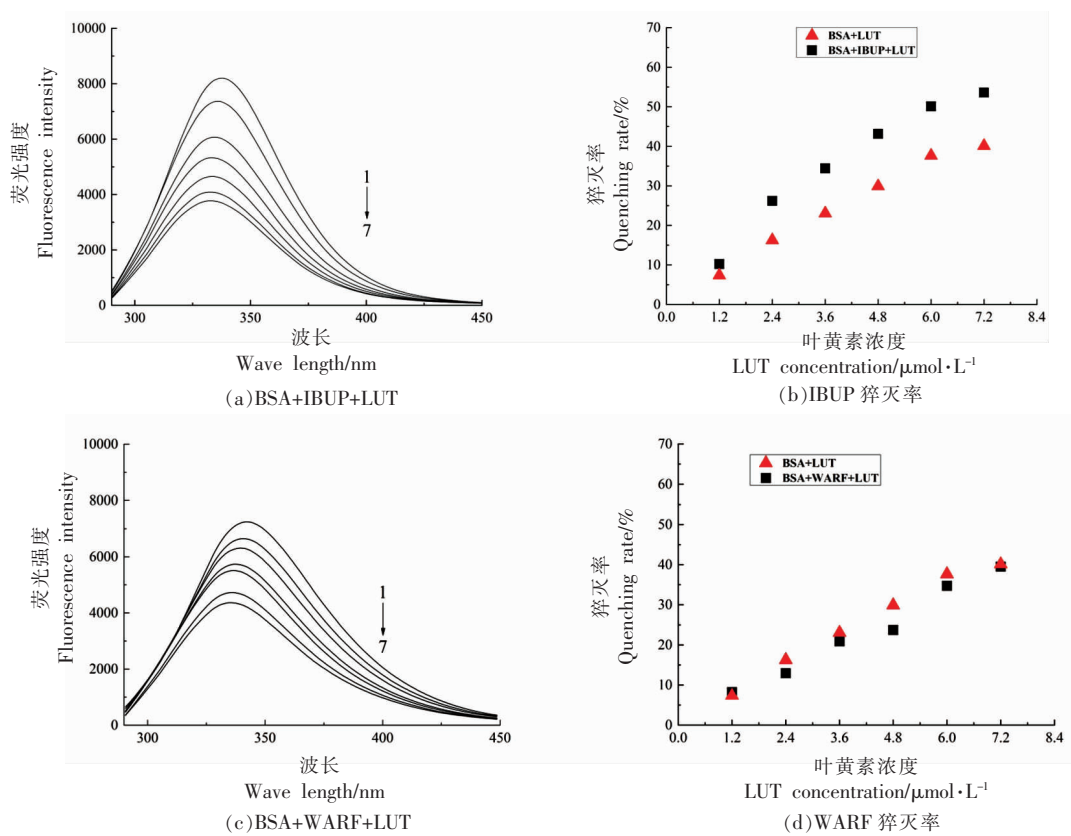 10000
8000
6000
4000
2000
0
荧光强度
Fluorescence intensity
1
7
300
350
400
450
波长
Wave length/nm
(a)BSA+IBUP+LUT
70
60
50
40
30
20
10
0
猝灭率
Quenching rate/%
BSA+LUT
BSA+IBUP+LUT
0.0
1.2
2.4
3.6
4.8
6.0
7.2
8.4
叶黄素浓度
LUT concentration/μmol·L⁻¹
(b)IBUP 猝灭率
10000
8000
6000
4000
2000
0
荧光强度
Fluorescence intensity
1
7
300
350
400
450
波长
Wave length/nm
(c)BSA+WARF+LUT
70
60
50
40
30
20
10
0
猝灭率
Quenching rate/%
BSA+LUT
BSA+WARF+LUT
0.0
1.2
2.4
3.6
4.8
6.0
7.2
8.4
叶黄素浓度
LUT concentration/μmol·L⁻¹
(d)WARF 猝灭率